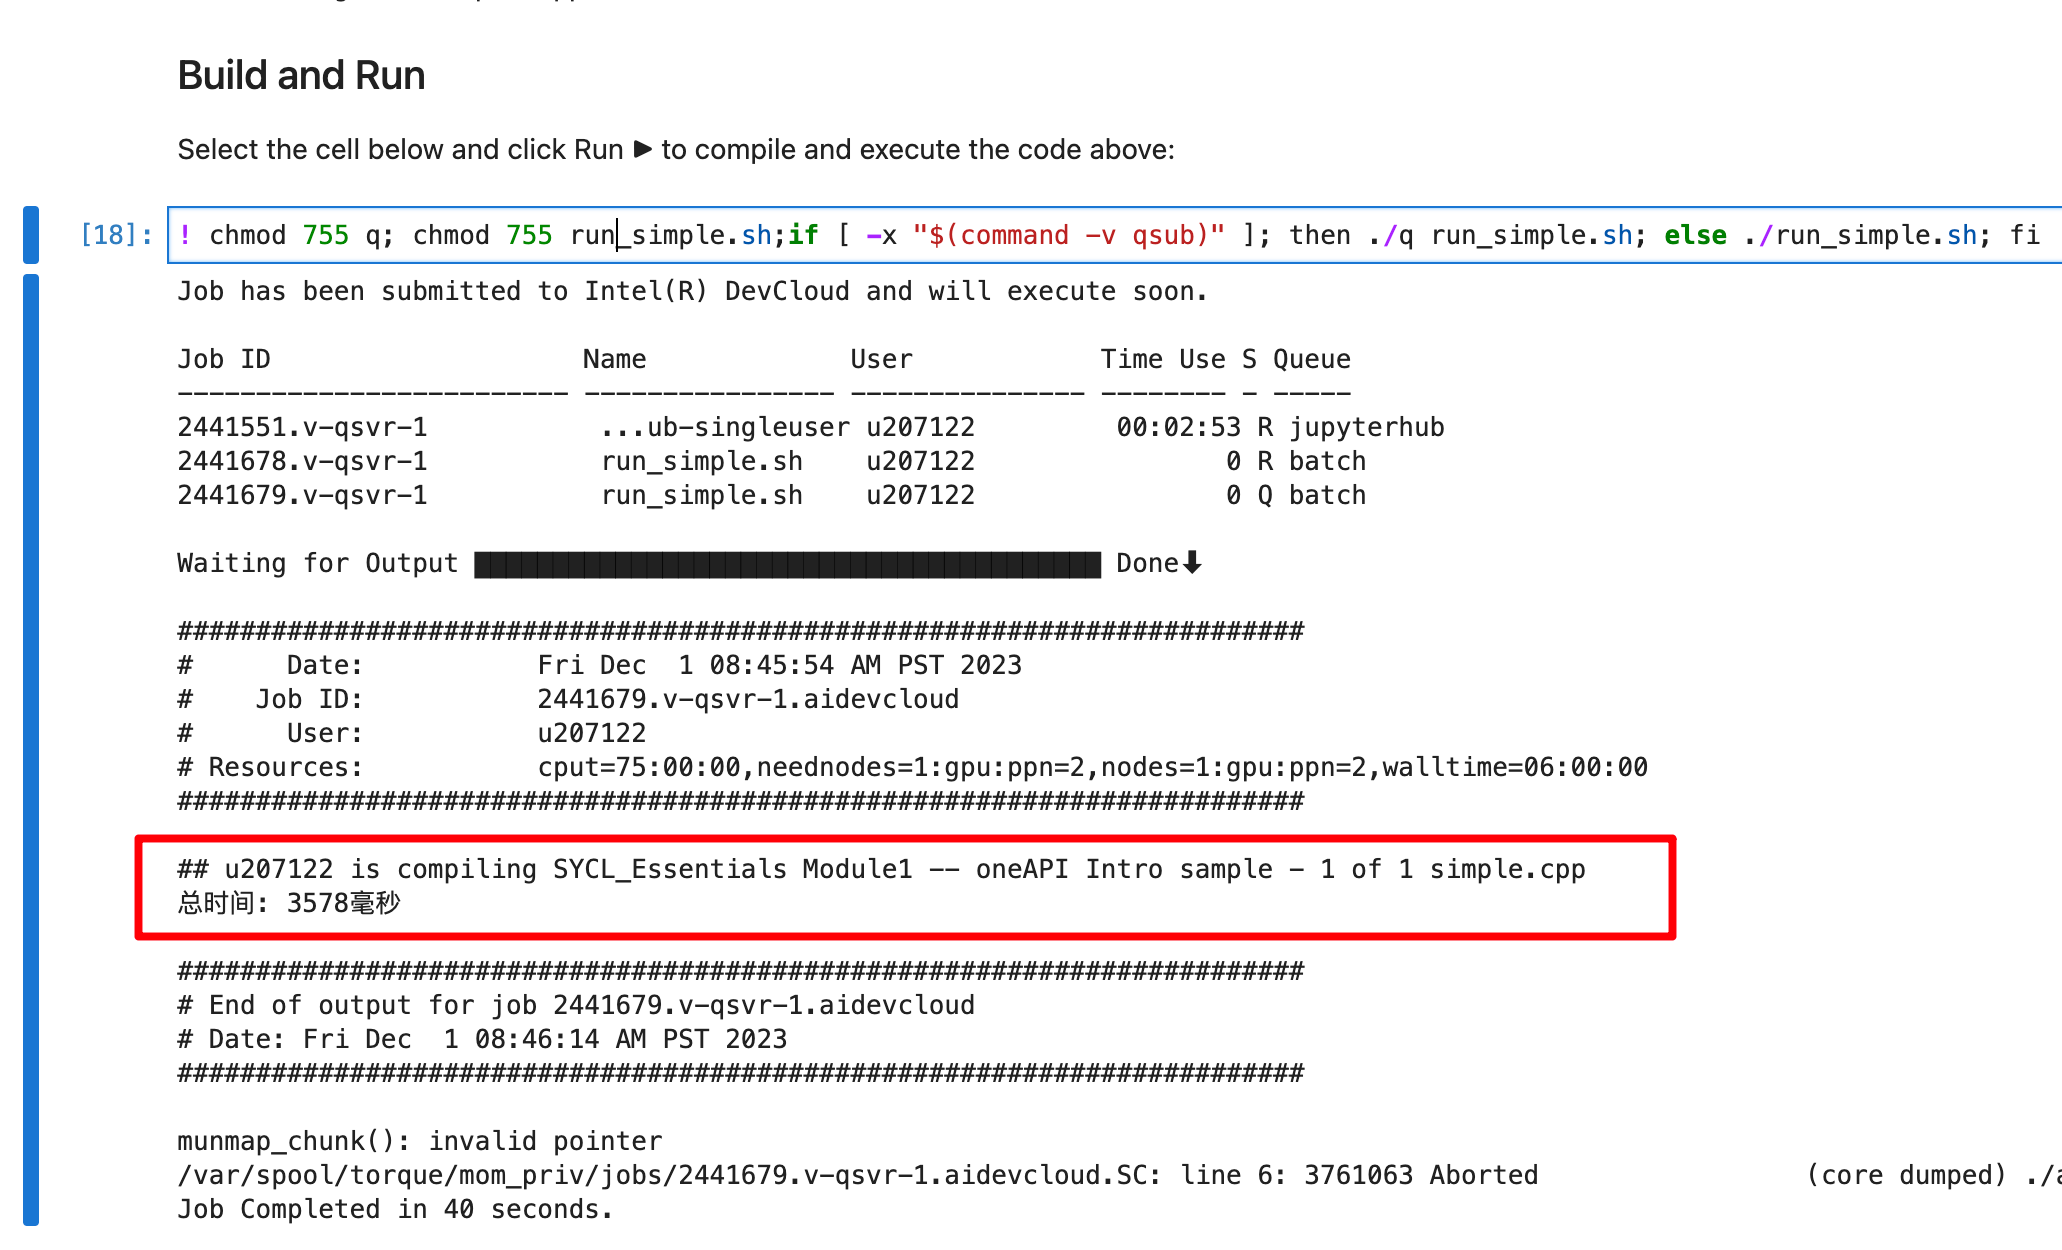 Build and Run
Select the cell below and click Run ▶ to compile and execute the code above:
[18]: ! chmod 755 q; chmod 755 run_simple.sh;if [ -x "$(command -v qsub)" ]; then ./q run_simple.sh; else ./run_simple.sh; fi
Job has been submitted to Intel(R) DevCloud and will execute soon.
Job ID                    Name             User            Time Use S Queue
------------------------- ---------------- --------------- -------- - -----
2441551.v-qsvr-1           ...ub-singleuser u207122         00:02:53 R jupyterhub
2441678.v-qsvr-1           run_simple.sh    u207122                0 R batch
2441679.v-qsvr-1           run_simple.sh    u207122                0 Q batch
Waiting for Output ████████████████████████████████████████ Done⬇
########################################################################
#      Date:           Fri Dec  1 08:45:54 AM PST 2023
#    Job ID:           2441679.v-qsvr-1.aidevcloud
#      User:           u207122
# Resources:           cput=75:00:00,neednodes=1:gpu:ppn=2,nodes=1:gpu:ppn=2,walltime=06:00:00
########################################################################
## u207122 is compiling SYCL_Essentials Module1 -- oneAPI Intro sample - 1 of 1 simple.cpp
总时间: 3578毫秒
########################################################################
# End of output for job 2441679.v-qsvr-1.aidevcloud
# Date: Fri Dec  1 08:46:14 AM PST 2023
########################################################################
munmap_chunk(): invalid pointer
/var/spool/torque/mom_priv/jobs/2441679.v-qsvr-1.aidevcloud.SC: line 6: 3761063 Aborted                 (core dumped) ./a
Job Completed in 40 seconds.